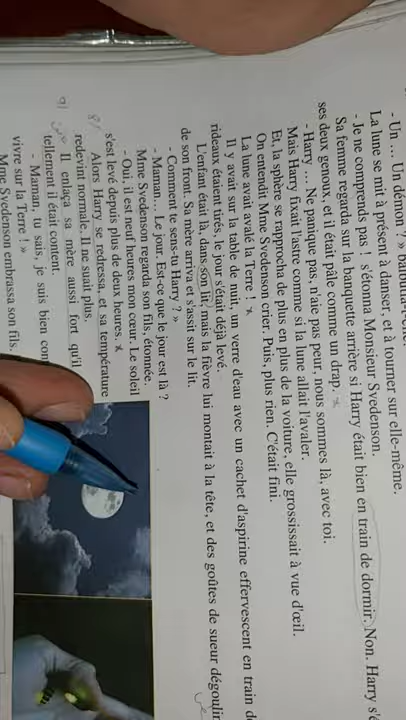 - Un ... Un démon ? »
La lune se mit à présent à danser, et à tourner sur elle-même.
- Je ne comprends pas ! s'étonna Monsieur Svedenson.
Sa femme regarda sur la banquette arrière si Harry était bien en train de dormir. Non. Harry
ses deux genoux, et il était pâle comme un drap.
- Harry ... Ne panique pas, n'aie pas peur, nous sommes là, avec toi.
Mais Harry fixait l'astre comme si la lune allait l'avaler.
Et, la sphère se rapprocha de plus en plus de la voiture, elle grossissait à vue d'œil.
On entendit Mme Svedenson crier. Puis, plus rien. C'était fini.
La lune avait avalé la Terre !
Il y avait sur la table de nuit, un verre d'eau avec un cachet d'aspirine effervescent en train
rideaux étaient tirés, le jour s'était déjà levé.
L'enfant était là, dans son lit, mais la fièvre lui montait à la tête, et des goûtes de sueur
de son front. Sa mère arriva et s'assit sur le lit.
- Comment te sens-tu Harry ? »
- Maman... Le jour. Est-ce que le jour est là ?
Mme Svedenson regarda son fils, étonnée.
- Oui, il est neuf heures mon cœur. Le soleil
s'est levé depuis plus de deux heures.
Alors Harry se redressa, et sa température
redevint normale. Il ne suait plus.
Il enlaça sa mère aussi fort qu'il
tellement il était content.
- Maman, tu sais, je suis bien
vivre sur la Terre ! »
Mme Svedenson embrassa son fils.